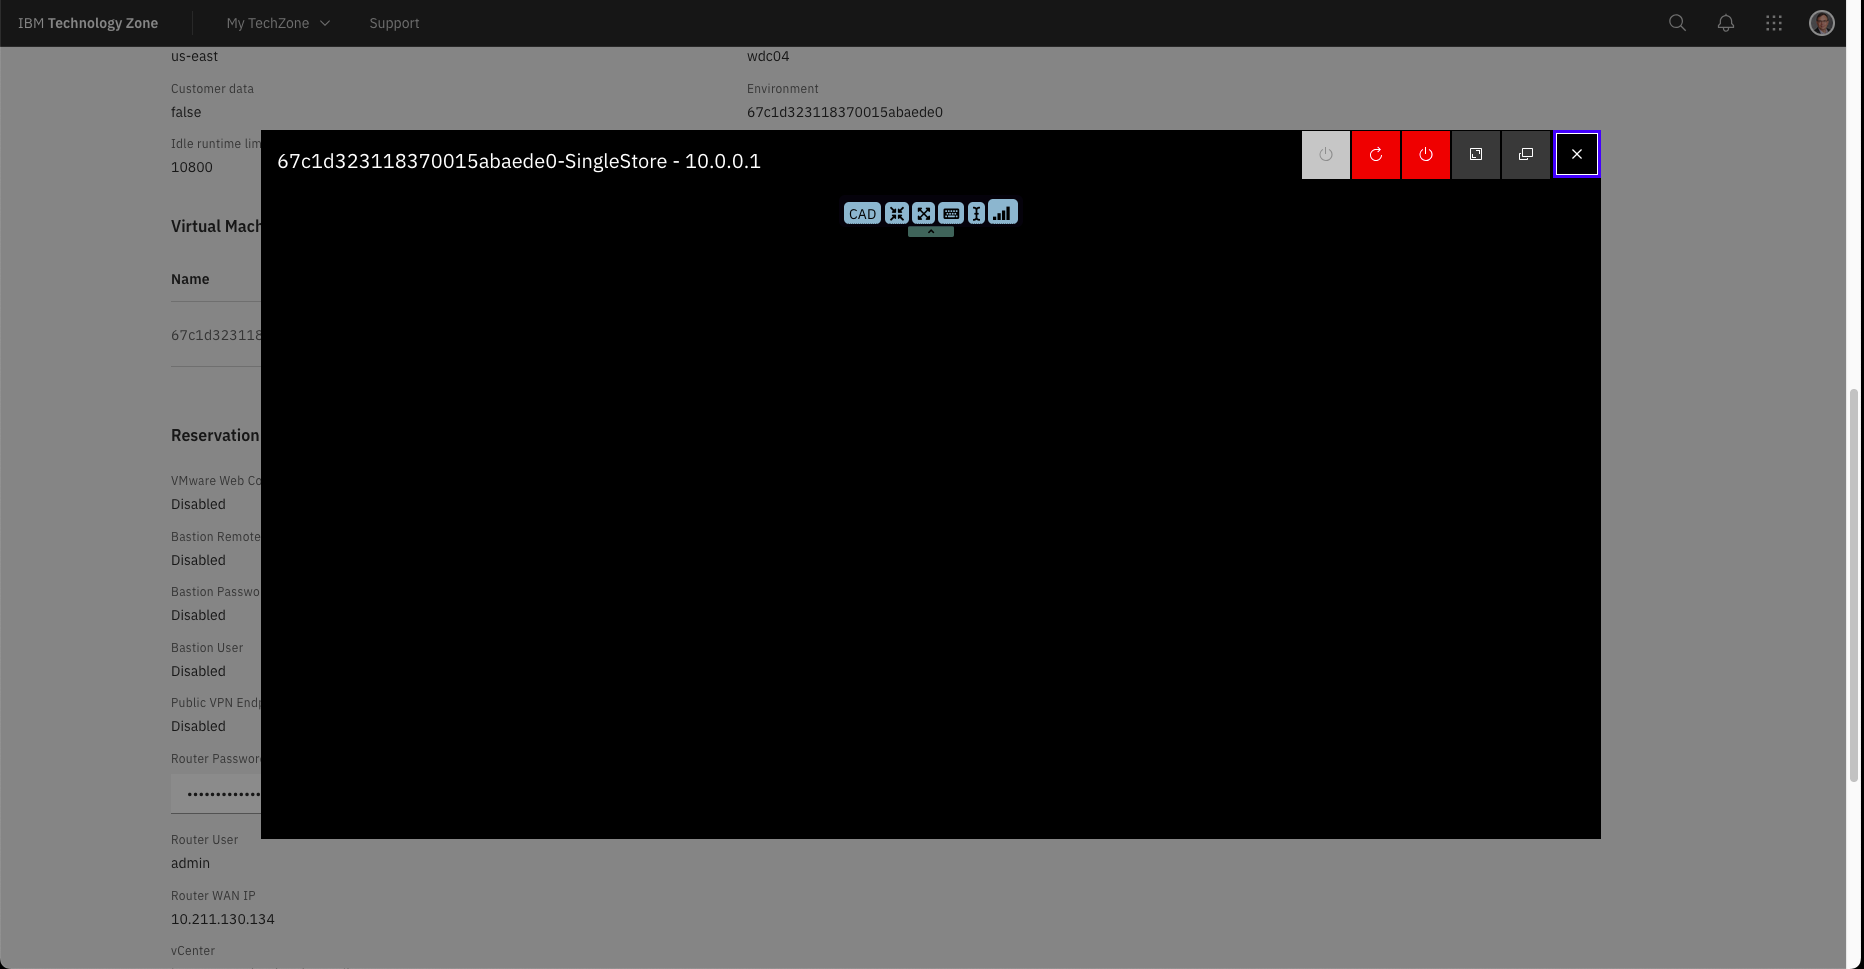 IBM Technology Zone My TechZone Support
us-east wdc04
Customer data Environment
false 67c1d323118370015abaede0
Idle runtime lim
10800
67c1d323118370015abaede0-SingleStore - 10.0.0.1
CAD
Virtual Mach
Name
67c1d323118
Reservation
VMware Web Co
Disabled
Bastion Remote
Disabled
Bastion Passwo
Disabled
Bastion User
Disabled
Public VPN Endp
Disabled
Router Password
•••••••••••••
Router User
admin
Router WAN IP
10.211.130.134
vCenter